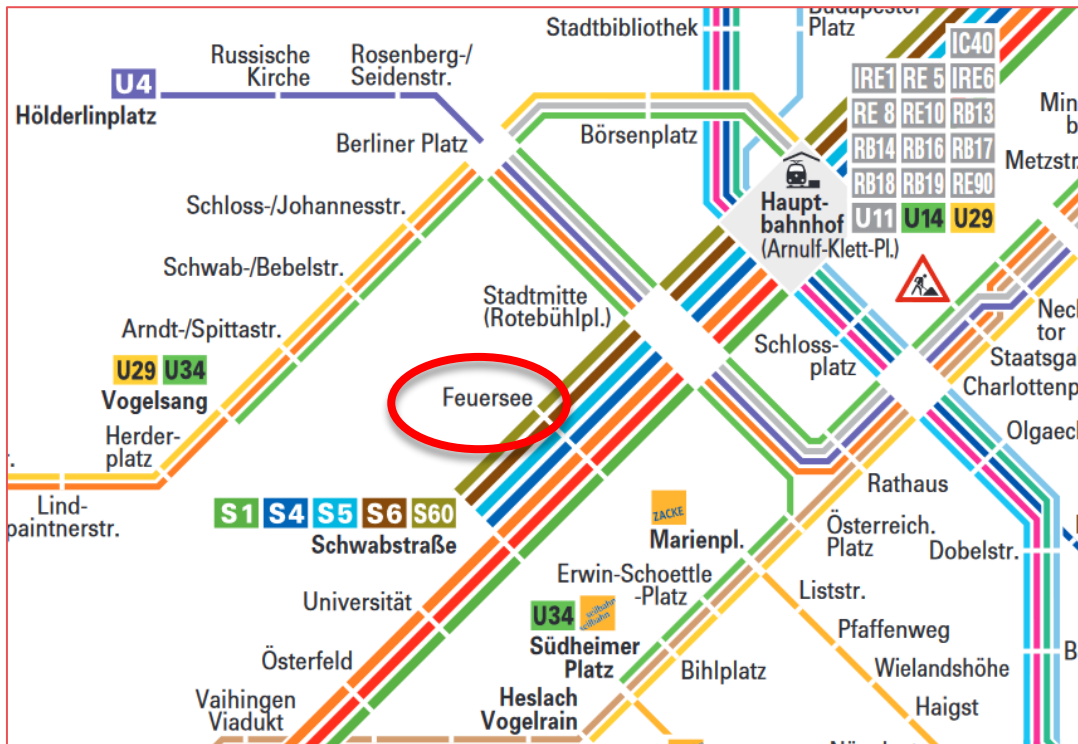 Stadtbibliothek
Budapester
Platz
IC40
IRE1 RE 5 IRE6
RE 8 RE10 RB13
RB14 RB16 RB17
RB18 RB19 RE90
U11 U14 U29
Russische
Kirche
Rosenberg-/
Seidenstr.
U4
Hölderlinplatz
Berliner Platz
Börsenplatz
Metzstr.
Haupt-
bahnhof
(Arnulf-Klett-Pl.)
Schloss-/Johannesstr.
Schwab-/Bebelstr.
Arndt-/Spittastr.
U29 U34
Vogelsang
Herder-
platz
Lind-
paintnerstr.
Stadtmitte
(Rotebühlpl.)
Feuersee
Schloss-
platz
Neck
tor
Staatsga
Charlottenp
Olgaeck
Rathaus
Österreich.
Platz
Dobelstr.
S1 S4 S5 S6 S60
Schwabstraße
ZACKE
Marienpl.
Erwin-Schoettle
-Platz
Liststr.
Pfaffenweg
Wielandshöhe
Haigst
Universität
U34
seilbahn
seilbahn
Südheimer
Platz
Bihlplatz
Österfeld
Vaihingen
Viadukt
Heslach
Vogelrain